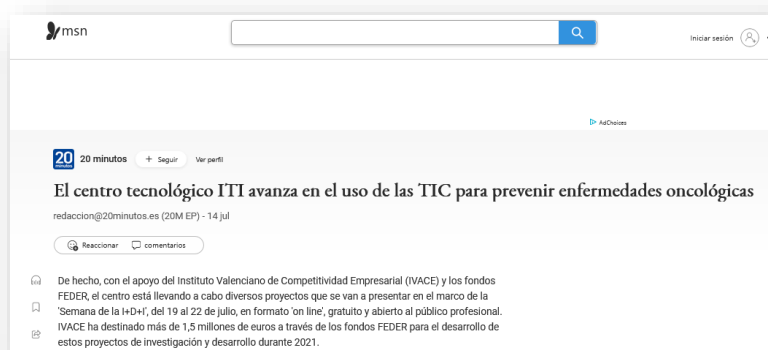 msn
Iniciar sesión
AdChoices
20 minutos
20 minutos
Seguir
Ver perfil
El centro tecnológico ITI avanza en el uso de las TIC para prevenir enfermedades oncológicas
redaccion@20minutos.es (20M EP) - 14 jul
Reaccionar
comentarios
De hecho, con el apoyo del Instituto Valenciano de Competitividad Empresarial (IVACE) y los fondos
FEDER, el centro está llevando a cabo diversos proyectos que se van a presentar en el marco de la
'Semana de la I+D+I', del 19 al 22 de julio, en formato 'on line', gratuito y abierto al público profesional.
IVACE ha destinado más de 1,5 millones de euros a través de los fondos FEDER para el desarrollo de
estos proyectos de investigación y desarrollo durante 2021.